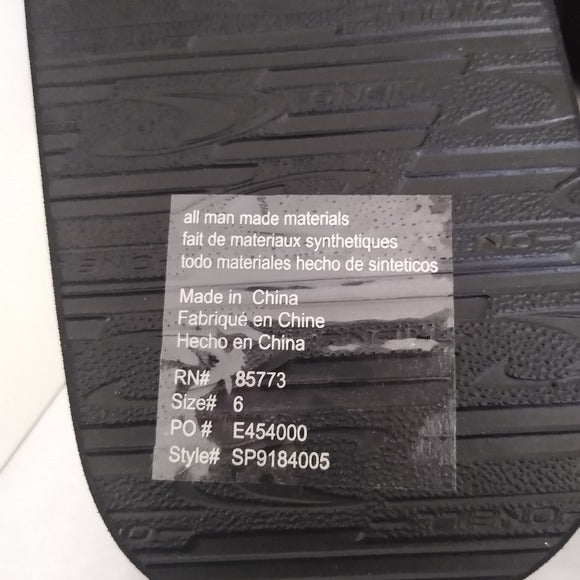 all man made materials
fait de materiaux synthetiques
todo materiales hecho de sinteticos
Made in China
Fabriqué en Chine
Hecho en China
RN# 85773
Size# 6
PO # E454000
Style# SP9184005